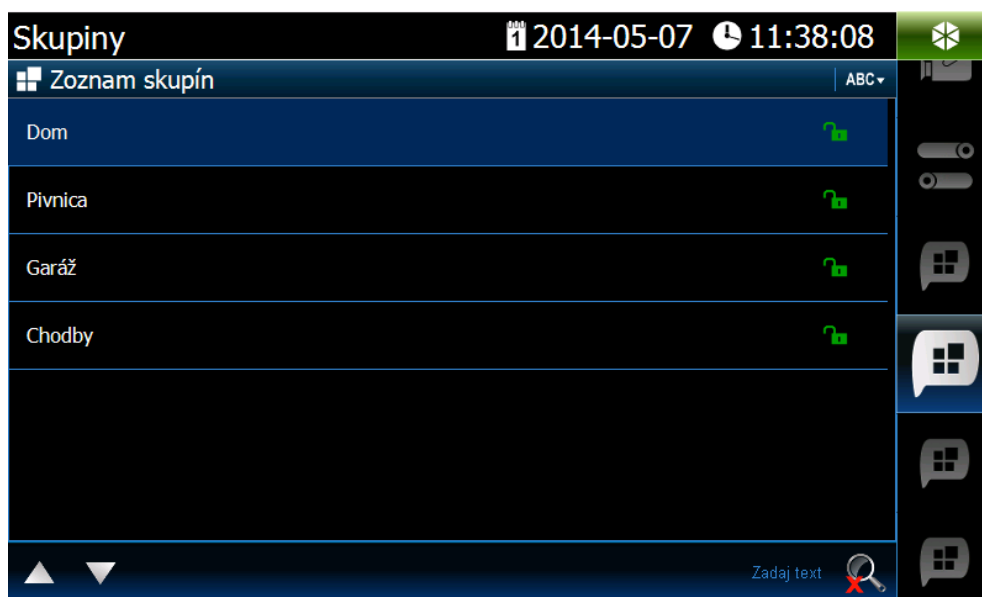 Skupiny 2014-05-07 11:38:08
Zoznam skupín ABC
Dom
Pivnica
Garáž
Chodby
Zadaj text